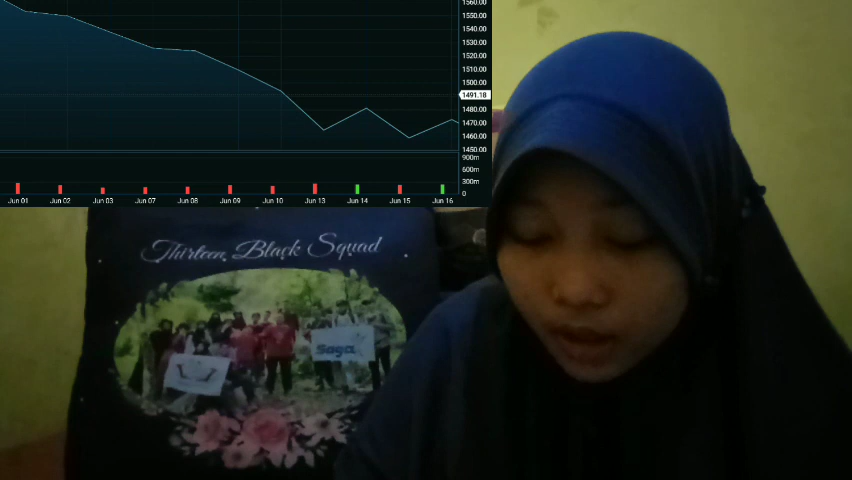 1560.00
1550.00
1540.00
1530.00
1520.00
1510.00
1500.00
1491.18
1480.00
1470.00
1460.00
1450.00
900m
600m
300m
0
Jun 01 Jun 02 Jun 03 Jun 07 Jun 08 Jun 09 Jun 10 Jun 13 Jun 14 Jun 15 Jun 16
Thirteen Black Squad
Saga